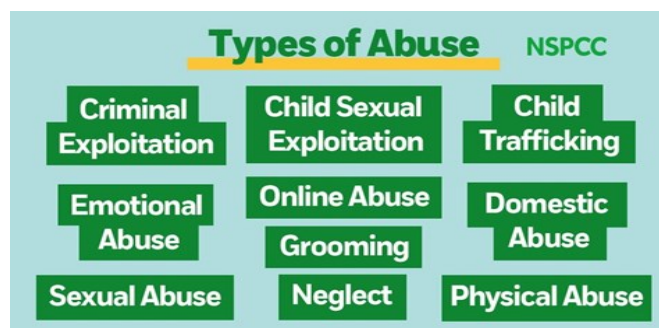 Types of Abuse
NSPCC
Criminal
Exploitation
Child Sexual
Exploitation
Child
Trafficking
Emotional
Abuse
Online Abuse
Grooming
Domestic
Abuse
Sexual Abuse
Neglect
Physical Abuse